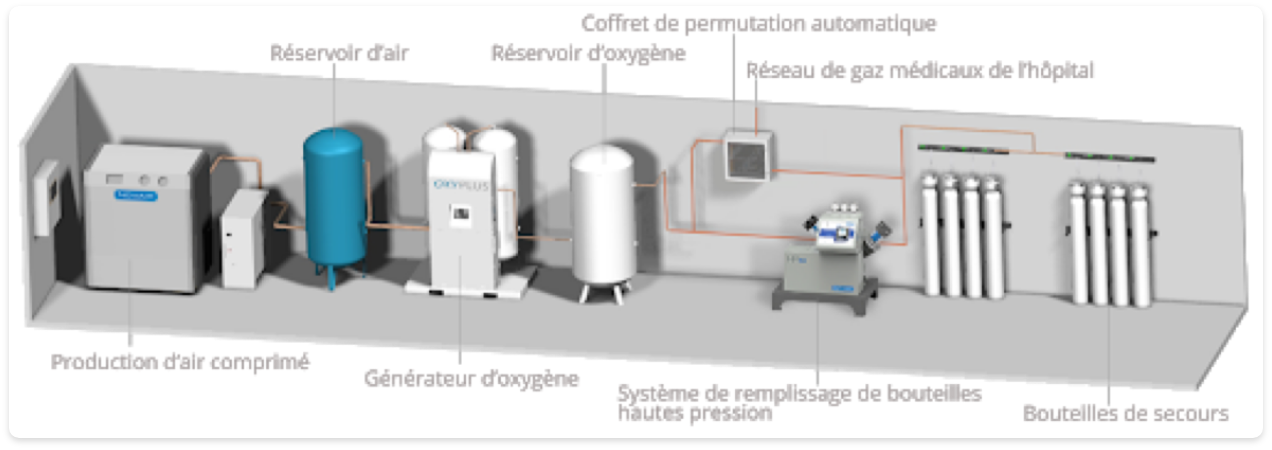 Coffret de permutation automatique
Réservoir d'air
Réservoir d'oxygène
Réseau de gaz médicaux de l'hôpital
OXYPLUS
Production d'air comprimé
Générateur d'oxygène
Système de remplissage de bouteilles
hautes pression
Bouteilles de secours